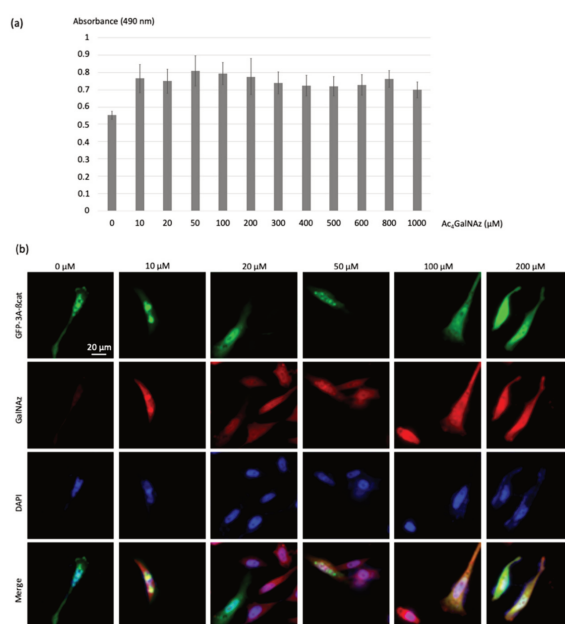 (a)
Absorbance (490 nm)
1
0.9
0.8
0.7
0.6
0.5
0.4
0.3
0.2
0.1
0
0 10 20 50 100 200 300 400 500 600 800 1000 Ac₄GalNAz (μM)
(b)
0 μM 10 μM 20 μM 50 μM 100 μM 200 μM
GFP-3A-ßcat
20 μm
GalNAz
DAPI
Merge